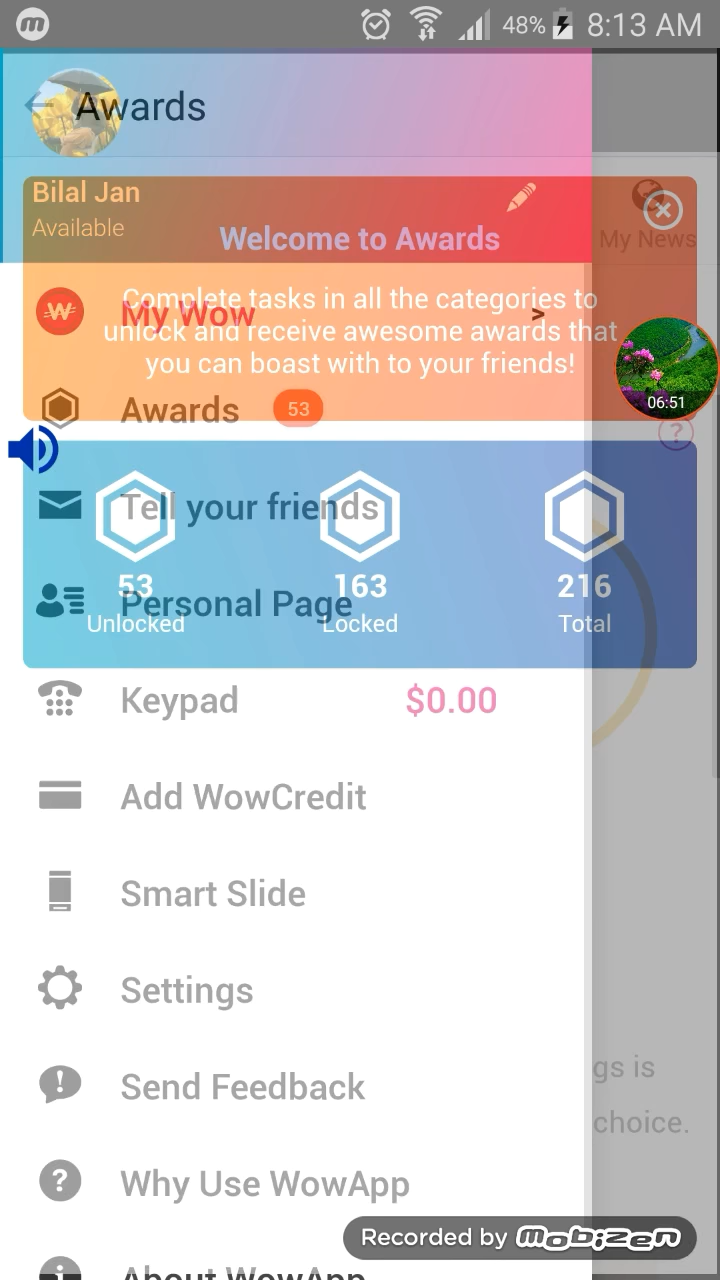 48% 8:13 AM
Awards
Bilal Jan
Available
Welcome to Awards
My News
Complete tasks in all the categories to
unlock and receive awesome awards that
you can boast with to your friends!
My Wow >
06:51
Awards 53
?
Tell your friends
53 163 216
Unlocked Locked Total
Personal Page
Keypad $0.00
Add WowCredit
Smart Slide
Settings
gs is
Send Feedback
choice.
Why Use WowApp
Recorded by mobizen
About WowApp